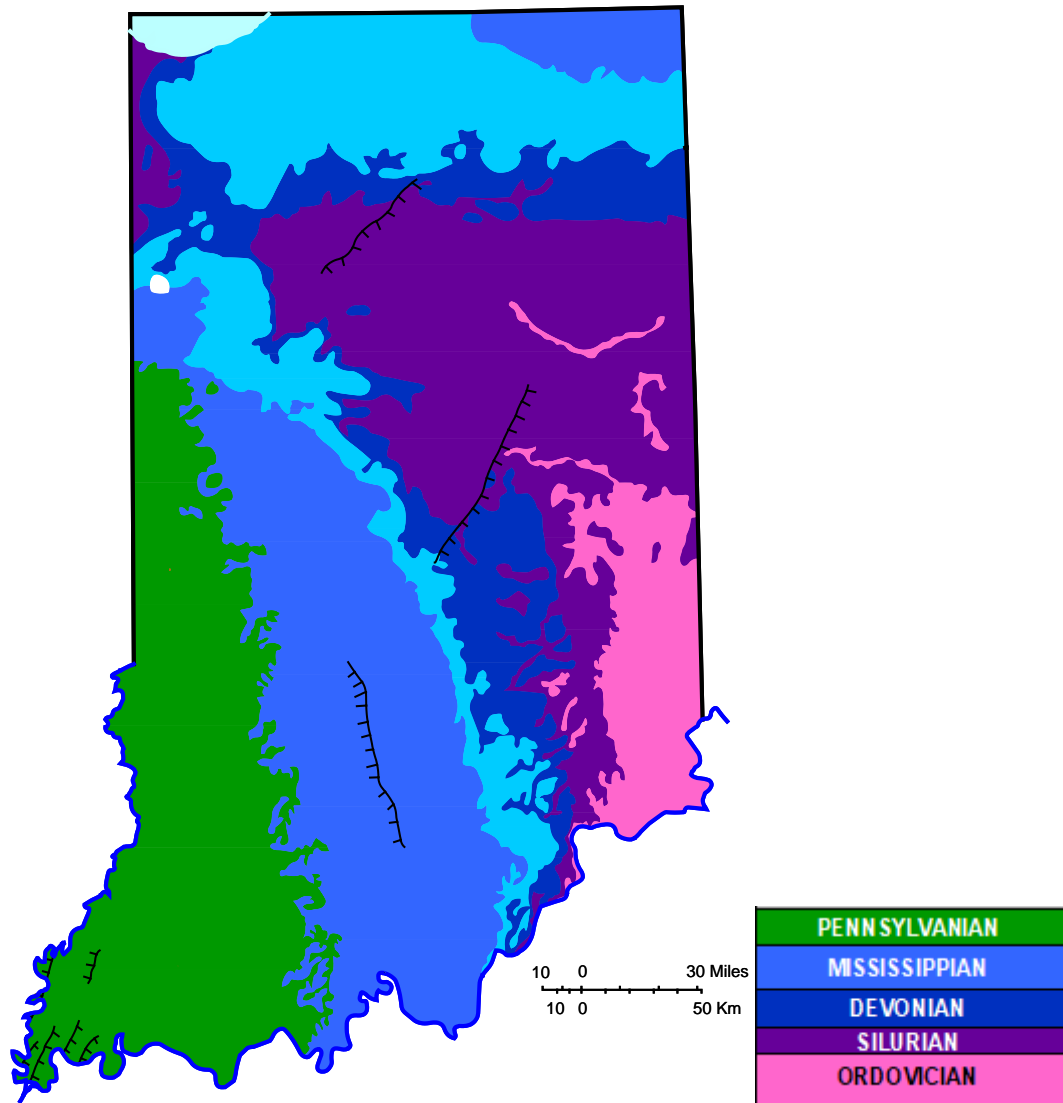 10 0 30 Miles
10 0 50 Km
PENNSYLVANIAN
MISSISSIPPIAN
DEVONIAN
SILURIAN
ORDOVICIAN